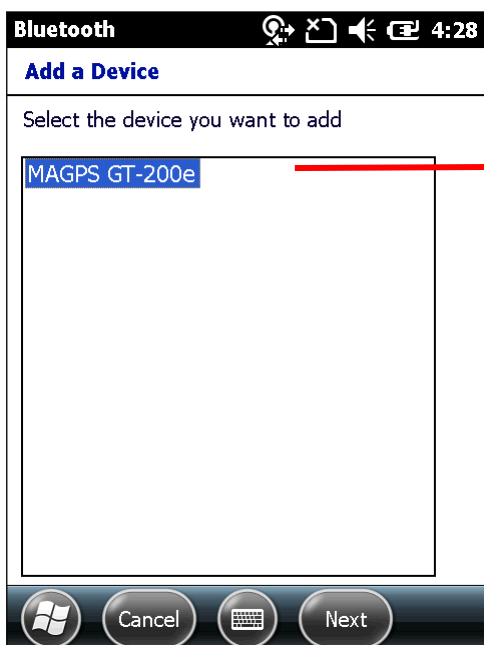 Bluetooth 4:28
Add a Device
Select the device you want to add
MAGPS GT-200e
Cancel Next